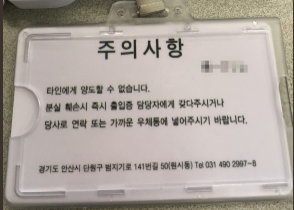 주의사항
타인에게 양도할 수 없습니다.
분실 훼손시 즉시 출입증 담당자에게 갖다주시거나
당사로 연락 또는 가까운 우체통에 넣어주시기 바랍니다.
경기도 안산시 단원구 범지기로 141번길 50(원시동) Tel 031 490 2997~8